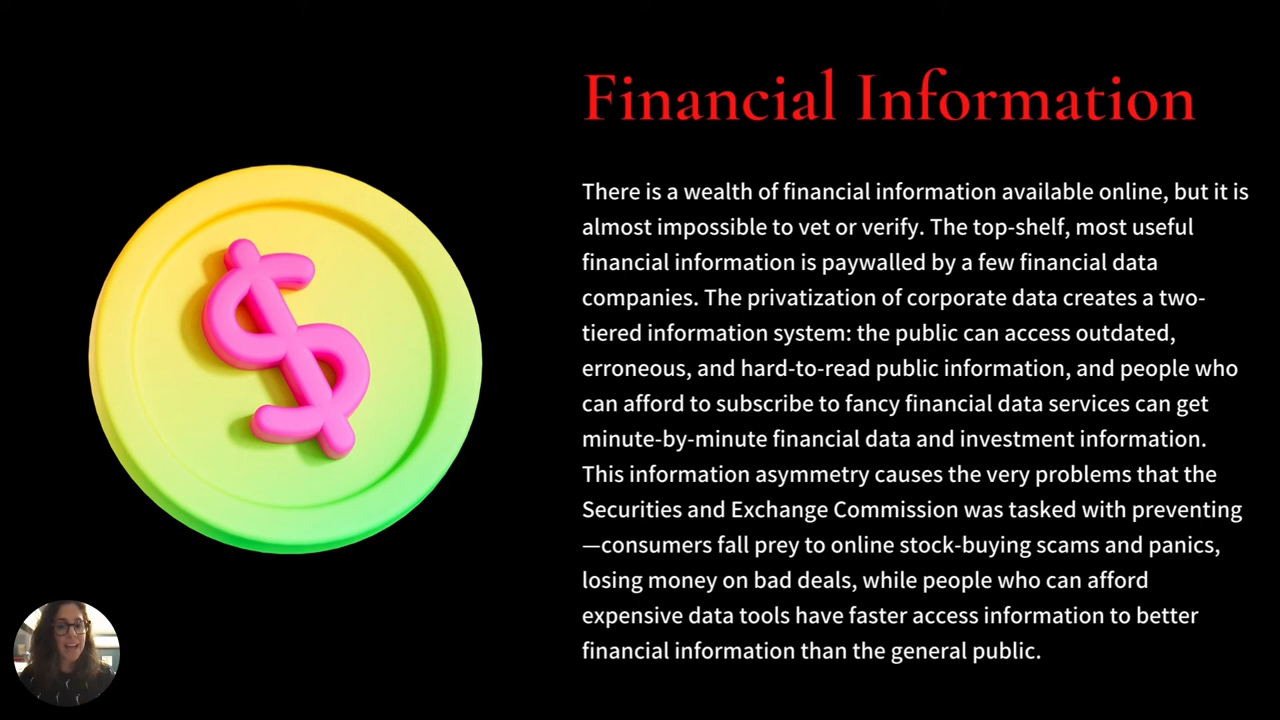 Financial Information
There is a wealth of financial information available online, but it is
almost impossible to vet or verify. The top-shelf, most useful
financial information is paywalled by a few financial data
companies. The privatization of corporate data creates a two-
tiered information system: the public can access outdated,
erroneous, and hard-to-read public information, and people who
can afford to subscribe to fancy financial data services can get
minute-by-minute financial data and investment information.
This information asymmetry causes the very problems that the
Securities and Exchange Commission was tasked with preventing
—consumers fall prey to online stock-buying scams and panics,
losing money on bad deals, while people who can afford
expensive data tools have faster access information to better
financial information than the general public.